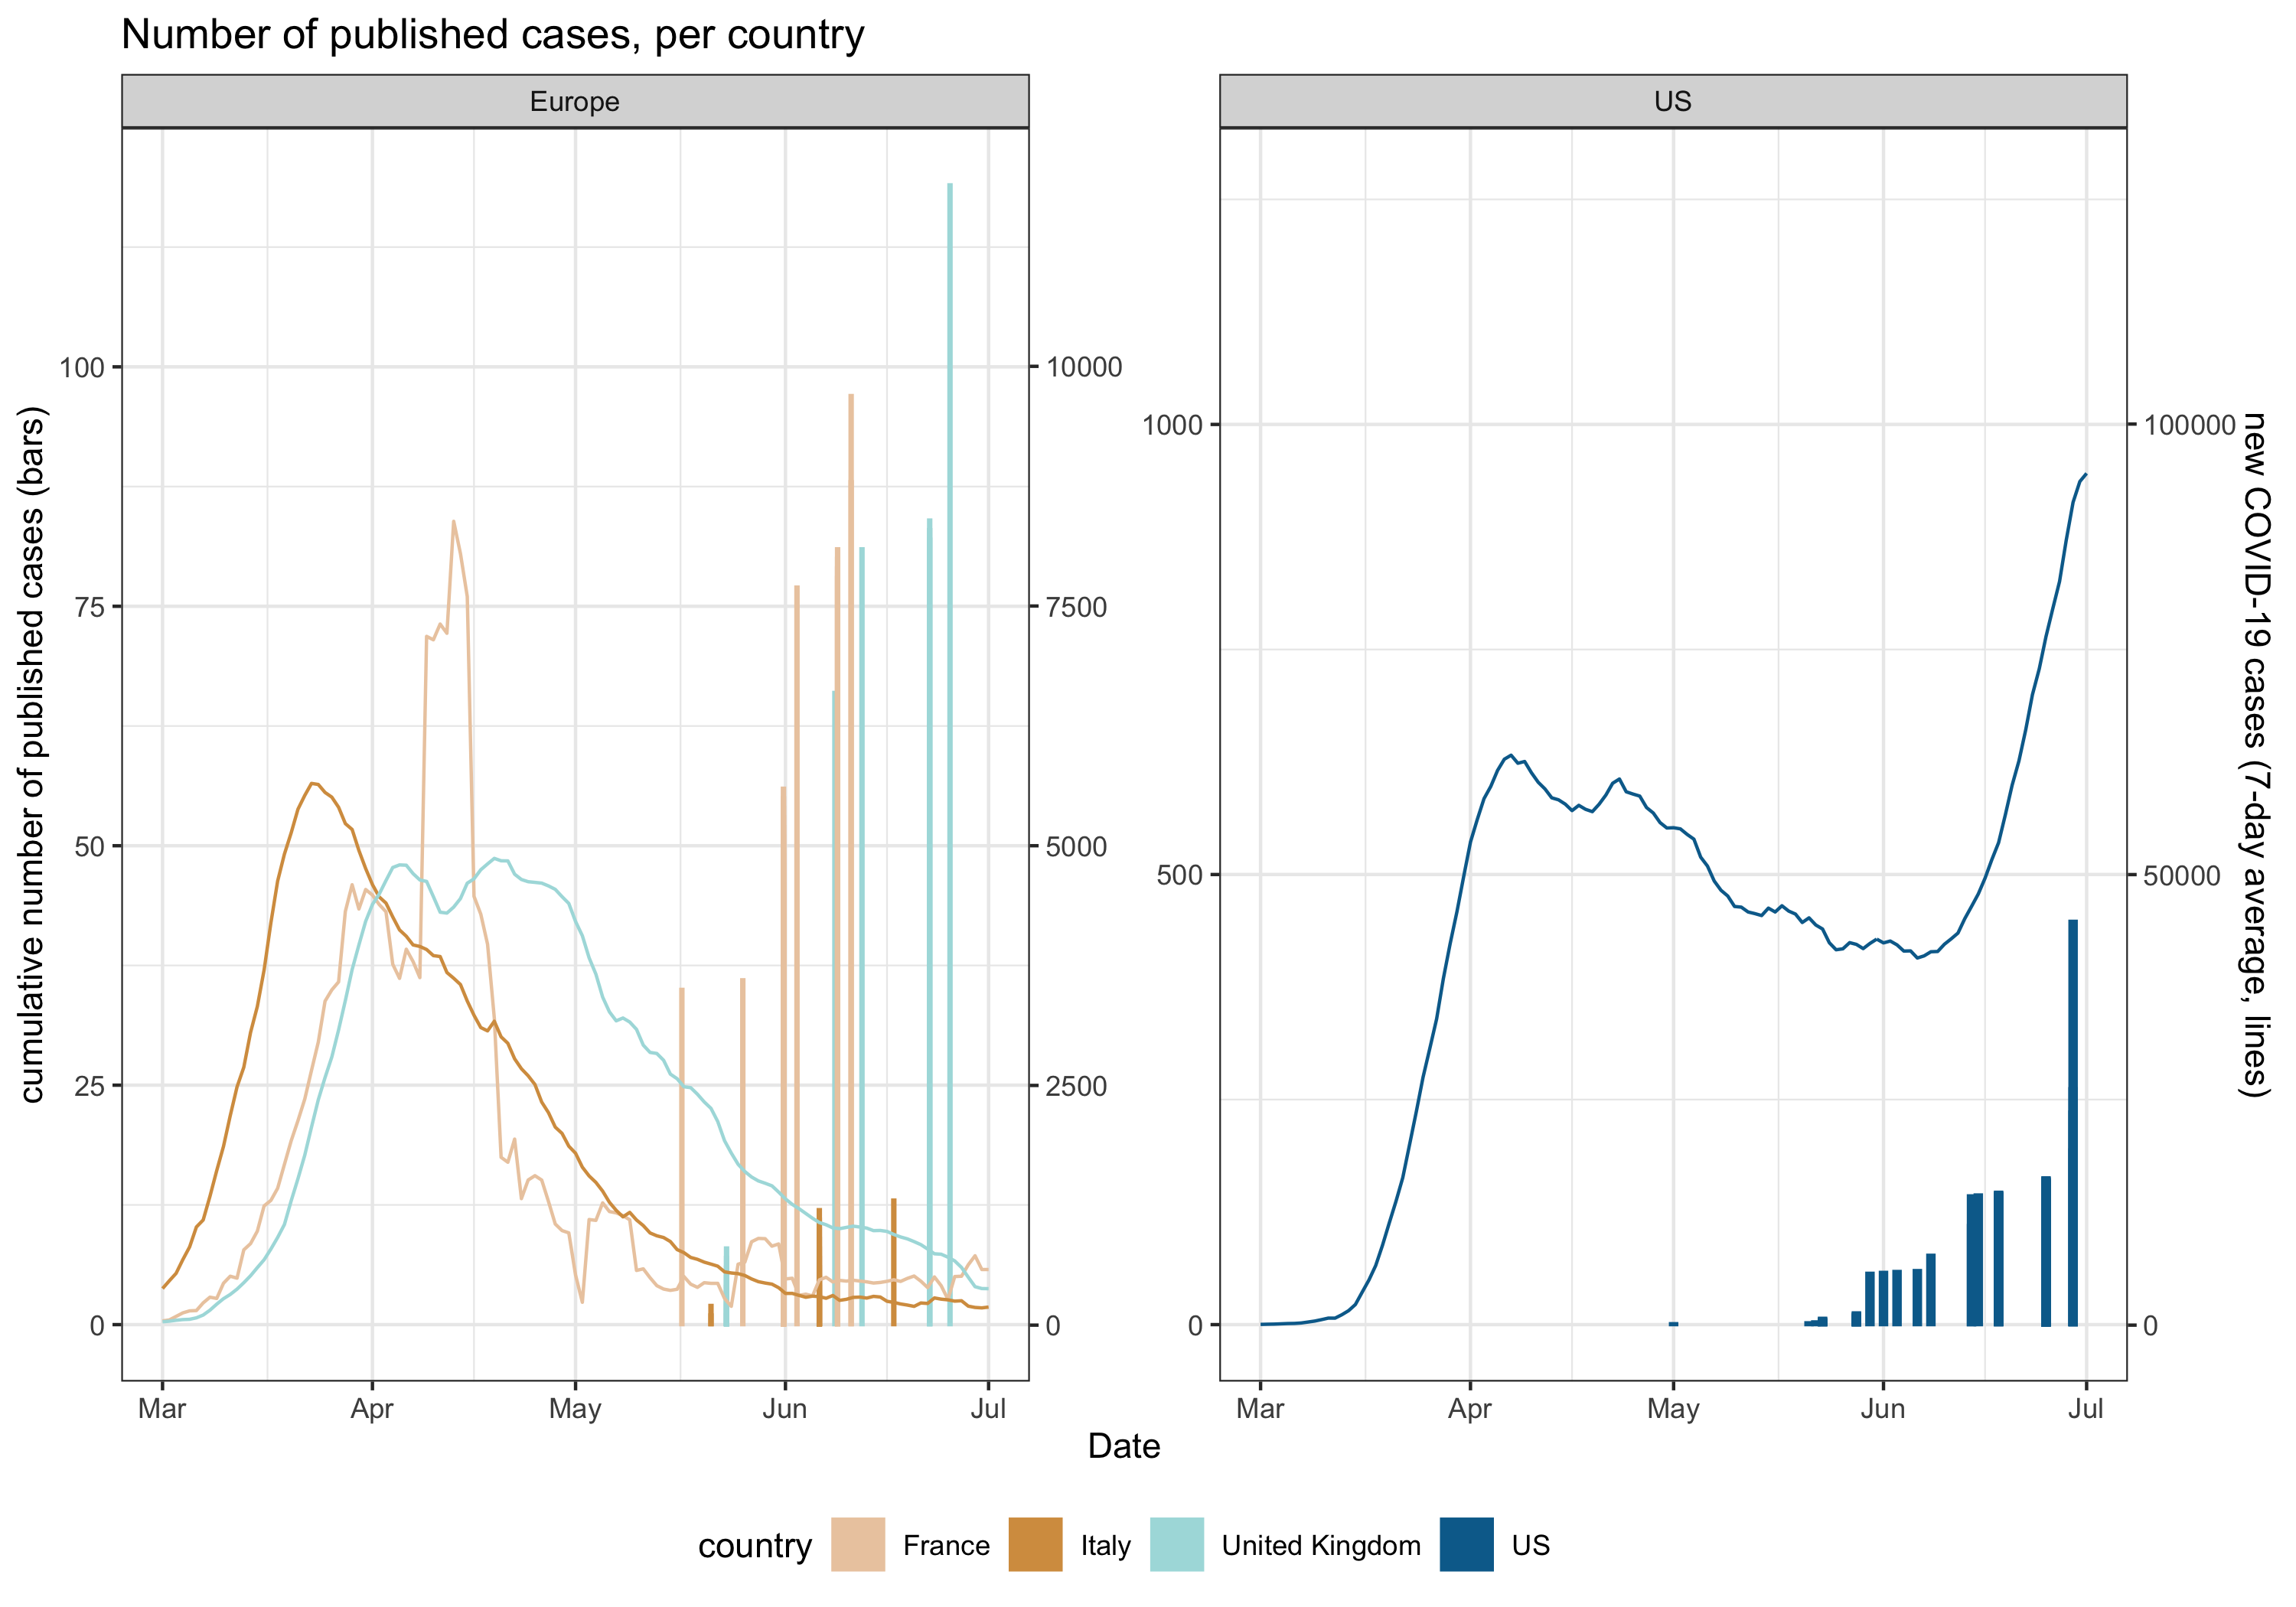 Number of published cases, per country
Europe
US
cumulative number of published cases (bars)
100
75
50
25
0
10000
7500
5000
2500
0
1000
500
0
100000
50000
0
new COVID-19 cases (7-day average, lines)
Mar Apr May Jun Jul
Mar Apr May Jun Jul
Date
country France Italy United Kingdom US